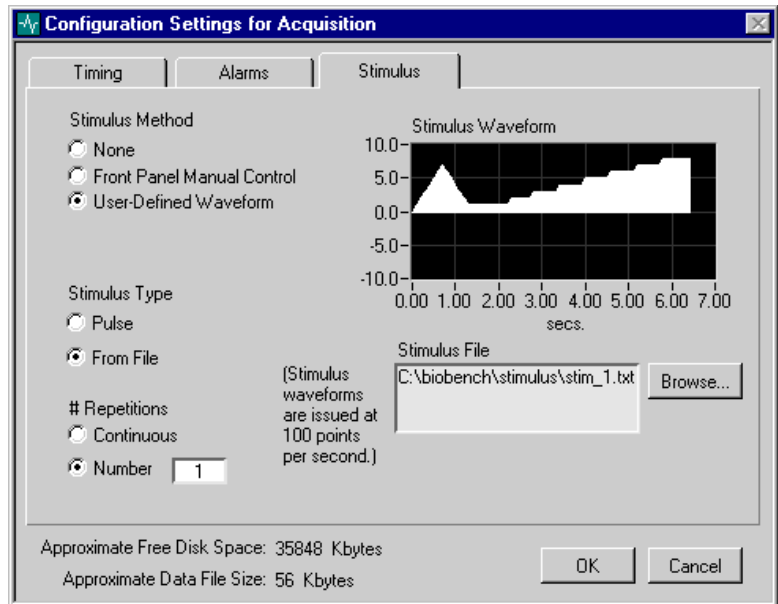 Configuration Settings for Acquisition
Timing
Alarms
Stimulus
Stimulus Method
None
Front Panel Manual Control
User-Defined Waveform
Stimulus Waveform
10.0
5.0
0.0
-5.0
-10.0
0.00 1.00 2.00 3.00 4.00 5.00 6.00 7.00
secs.
Stimulus Type
Pulse
From File
# Repetitions
Continuous
Number 1
(Stimulus
waveforms
are issued at
100 points
per second.)
Stimulus File
C:\biobench\stimulus\stim_1.txt
Browse...
Approximate Free Disk Space: 35848 Kbytes
Approximate Data File Size: 56 Kbytes
OK
Cancel